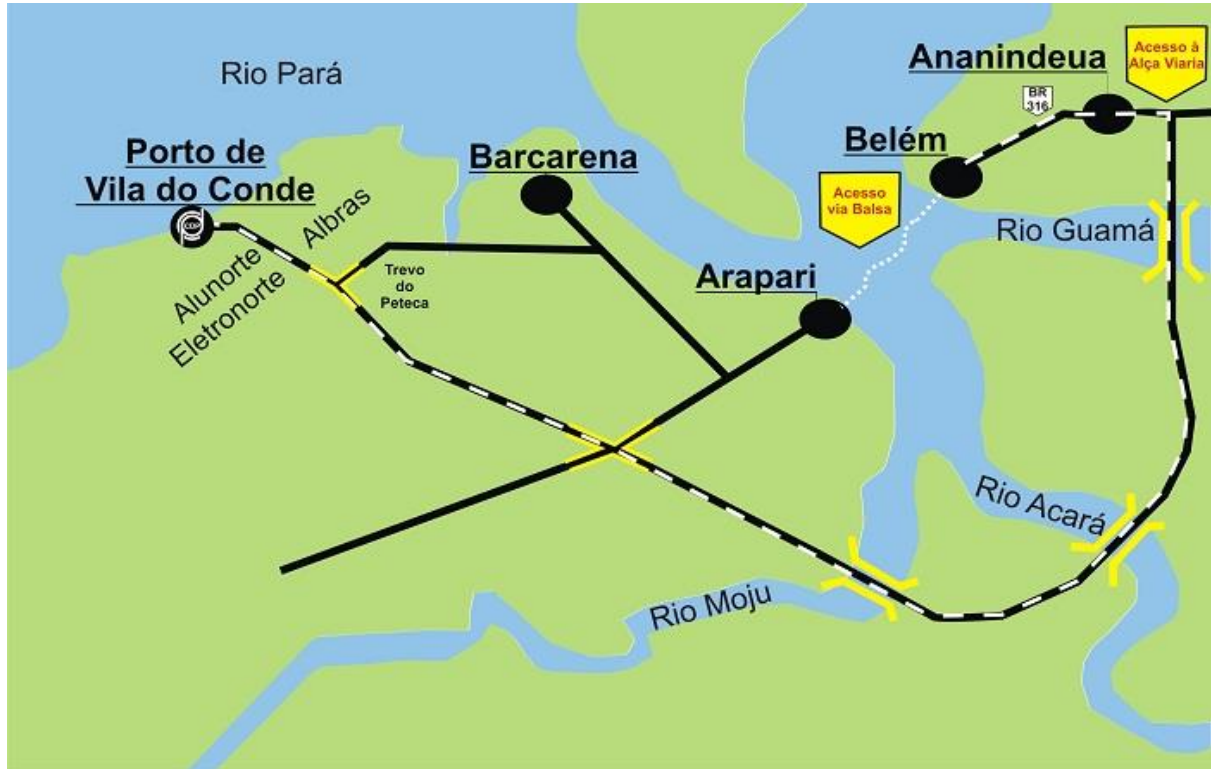 Rio Pará
Ananindeua
Acesso à
Alça Viaria
BR
316
Porto de
Vila do Conde
Barcarena
Belém
Acesso
via Balsa
Rio Guamá
Albras
Alunorte
Eletronorte
Trevo
do
Peteca
Arapari
Rio Acará
Rio Moju
CDP